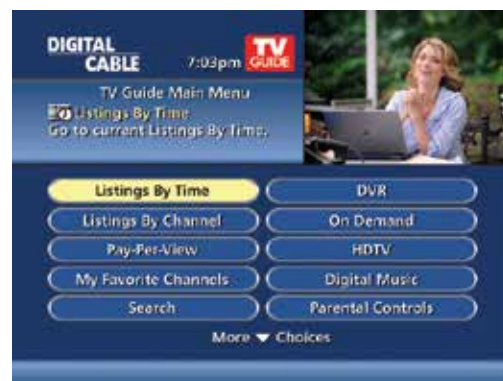 DIGITAL
CABLE
7:03pm
TV
GUIDE
TV Guide Main Menu
Listings By Time
Go to current Listings By Time.
Listings By Time
DVR
Listings By Channel
On Demand
Pay-Per-View
HDTV
My Favorite Channels
Digital Music
Search
Parental Controls
More ▼ Choices